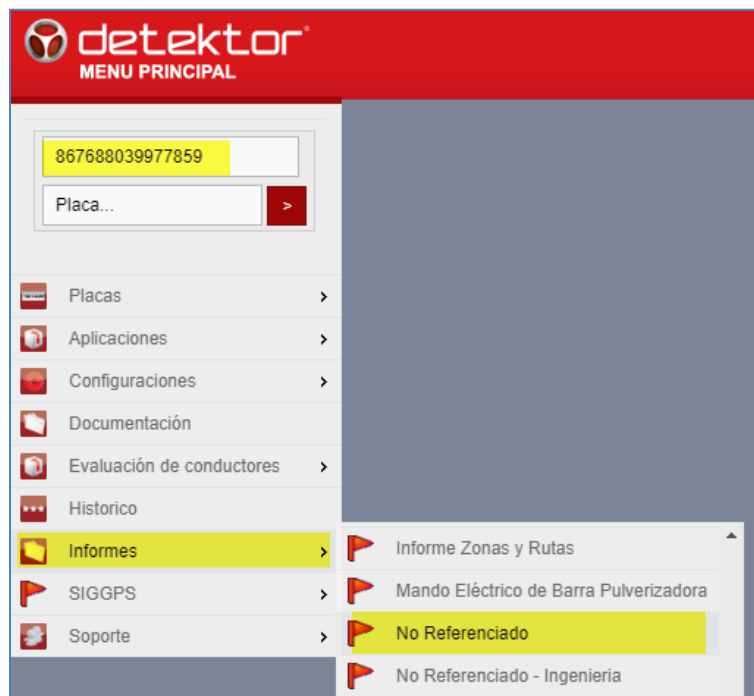 detektor
MENU PRINCIPAL
867688039977859
Placa...
>
Placas
Aplicaciones
Configuraciones
Documentación
Evaluación de conductores
Historico
Informes
SIGGPS
Soporte
Informe Zonas y Rutas
Mando Eléctrico de Barra Pulverizadora
No Referenciado
No Referenciado - Ingenieria